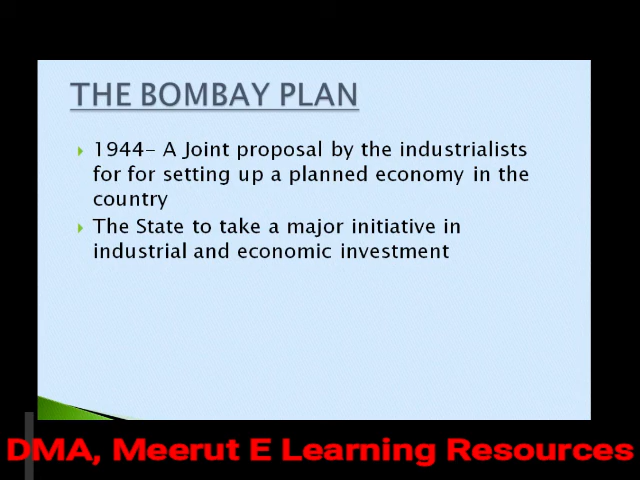 THE BOMBAY PLAN
1944- A Joint proposal by the industrialists
for for setting up a planned economy in the
country
The State to take a major initiative in
industrial and economic investment
DMA, Meerut E Learning Resources